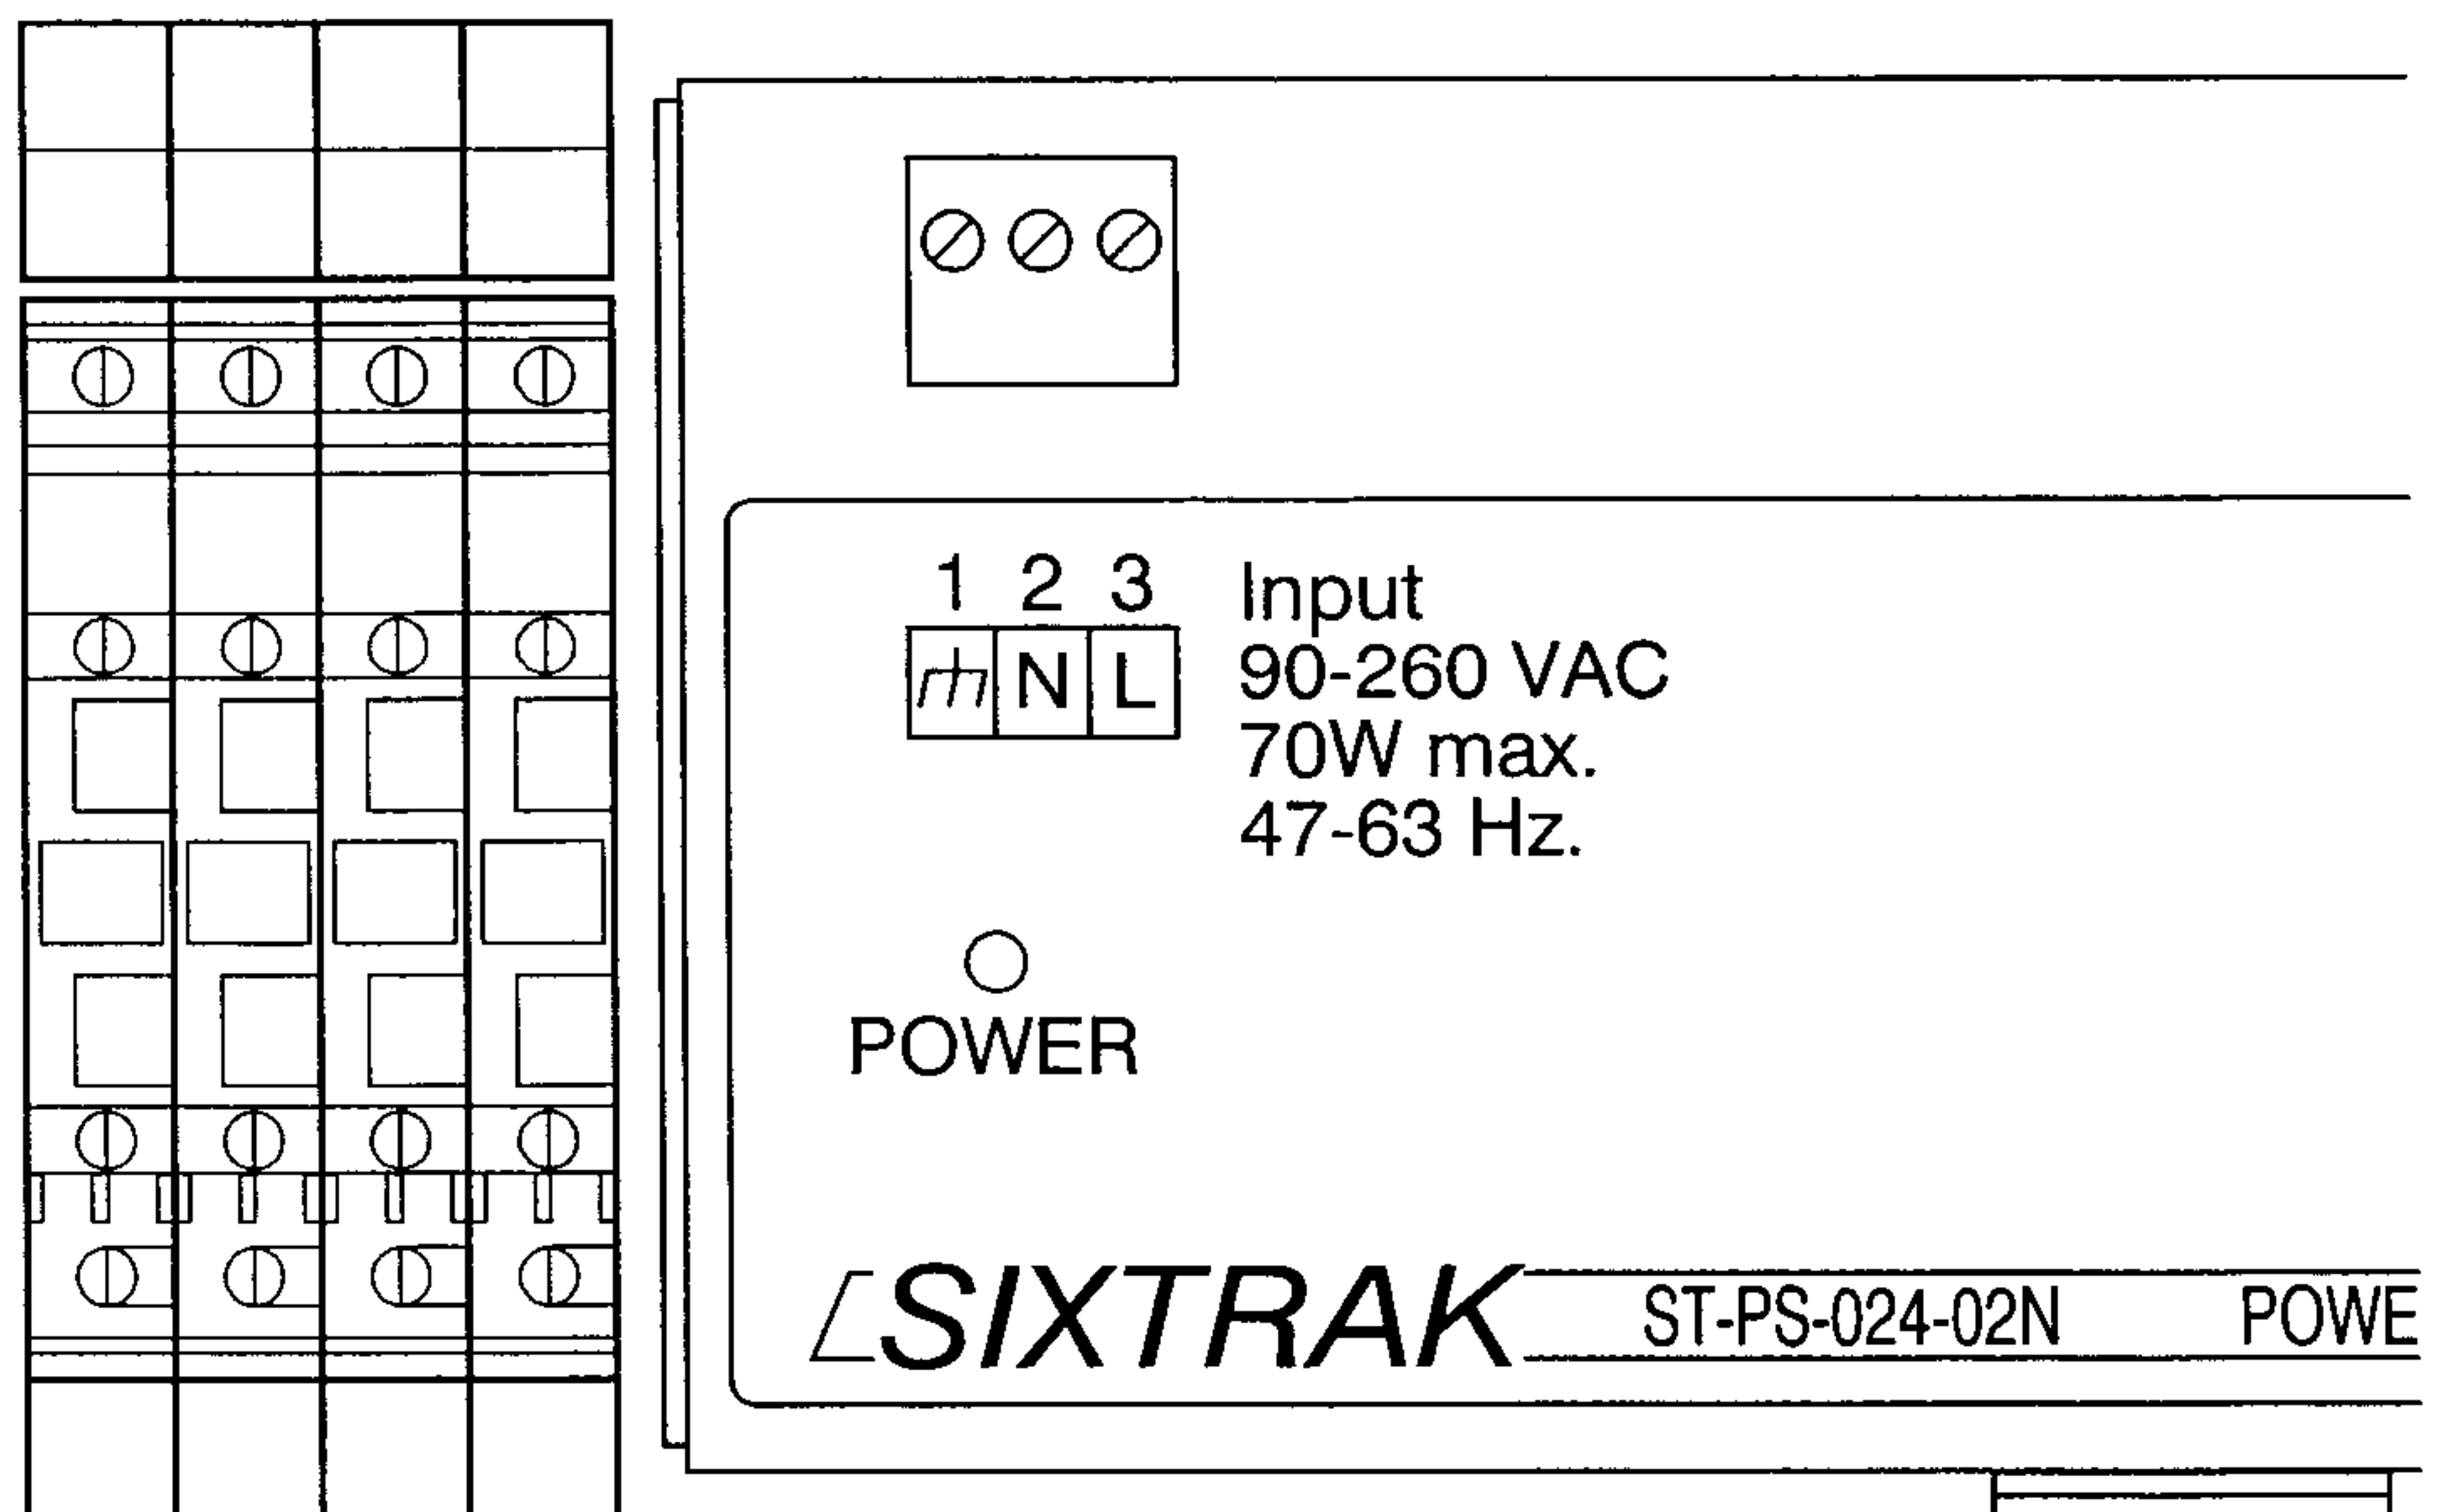 1 2 3
N L
Input
90-260 VAC
70W max.
47-63 Hz.
POWER
SIXTRAK ST-PS-024-02N POWE